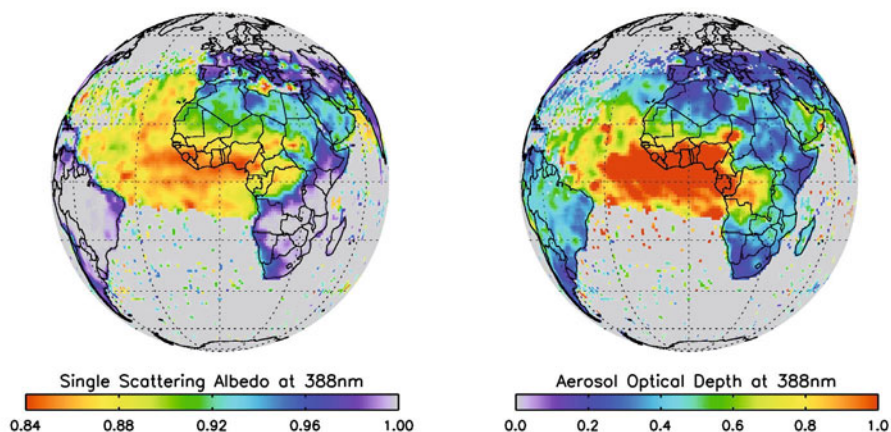 Single Scattering Albedo at 388nm
0.84 0.88 0.92 0.96 1.00
Aerosol Optical Depth at 388nm
0.0 0.2 0.4 0.6 0.8 1.0